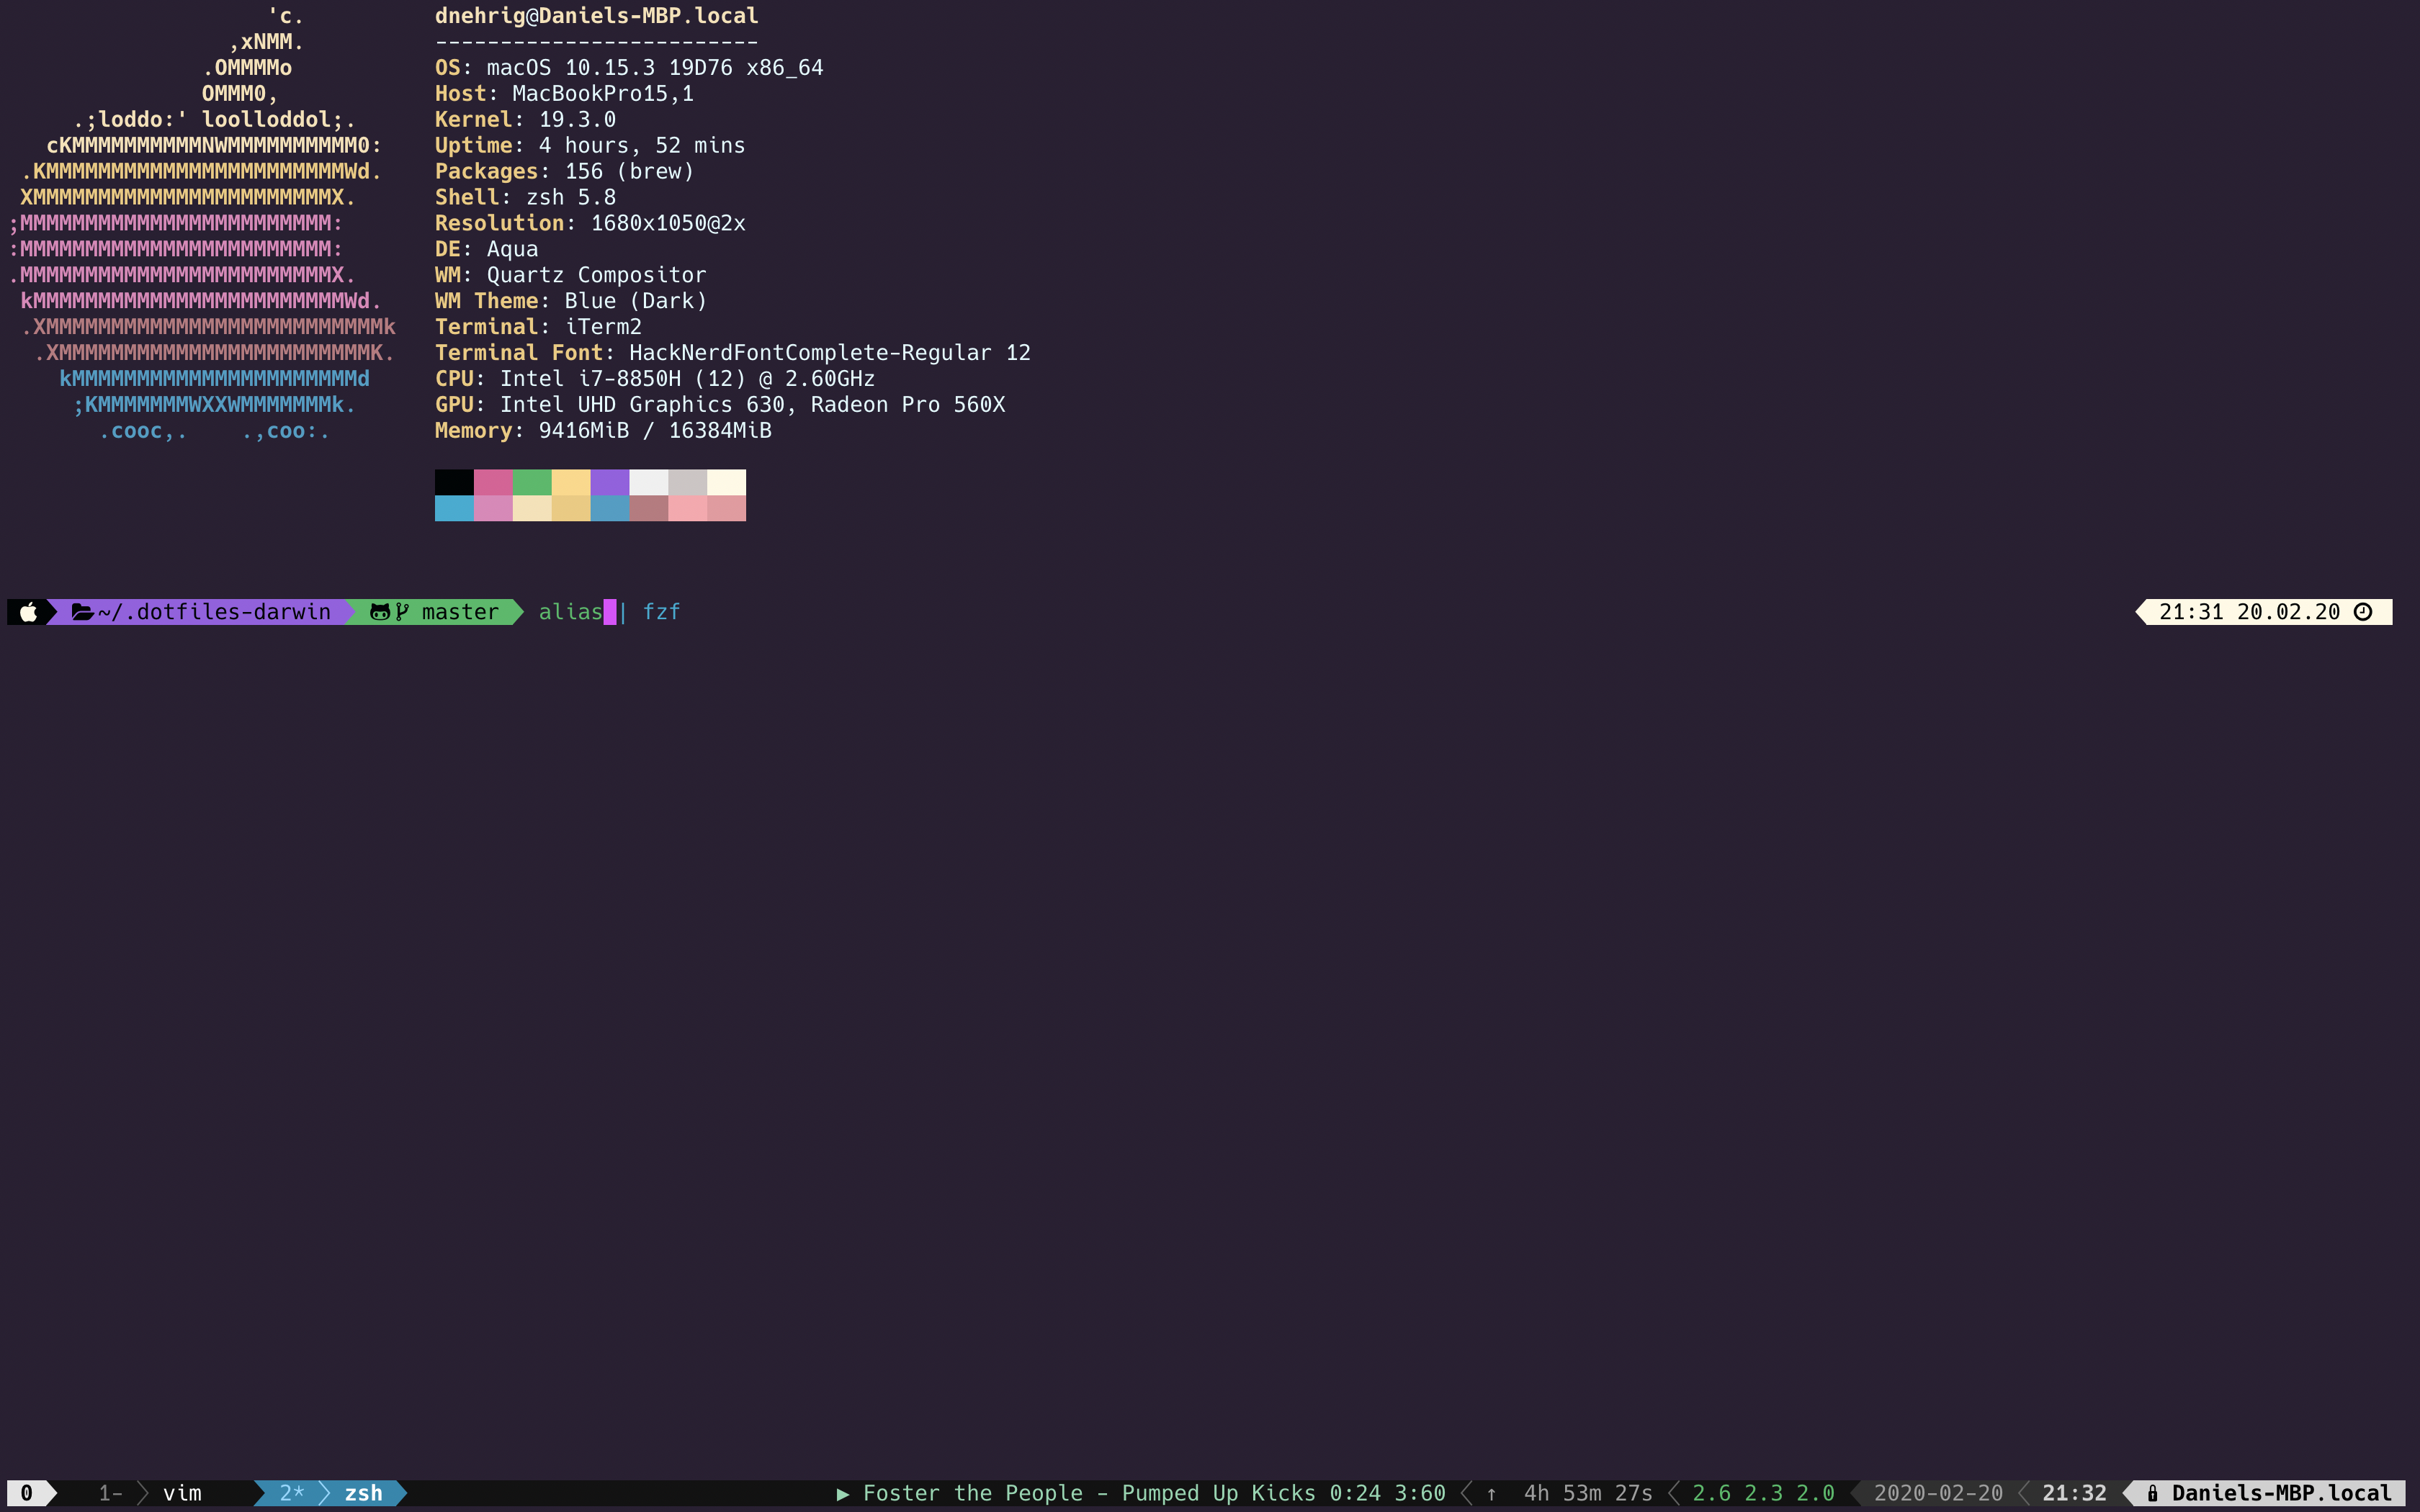 'c.
,xNMM.
.OMMMMo
OMMM0,
.;loddo:' loolloddol;.
cKMMMMMMMMMMNWMMMMMMMMMM0:
.KMMMMMMMMMMMMMMMMMMMMMMMWd.
XMMMMMMMMMMMMMMMMMMMMMMMX.
;MMMMMMMMMMMMMMMMMMMMMMMM:
:MMMMMMMMMMMMMMMMMMMMMMMM:
.MMMMMMMMMMMMMMMMMMMMMMMMX.
kMMMMMMMMMMMMMMMMMMMMMMMMWd.
.XMMMMMMMMMMMMMMMMMMMMMMMMMMk
.XMMMMMMMMMMMMMMMMMMMMMMMMK.
kMMMMMMMMMMMMMMMMMMMMMMd
;KMMMMMMMWXXWMMMMMMMk.
.cooc,.    .,coo:.
dnehrig@Daniels-MBP.local
-------------------------
OS: macOS 10.15.3 19D76 x86_64
Host: MacBookPro15,1
Kernel: 19.3.0
Uptime: 4 hours, 52 mins
Packages: 156 (brew)
Shell: zsh 5.8
Resolution: 1680x1050@2x
DE: Aqua
WM: Quartz Compositor
WM Theme: Blue (Dark)
Terminal: iTerm2
Terminal Font: HackNerdFontComplete-Regular 12
CPU: Intel i7-8850H (12) @ 2.60GHz
GPU: Intel UHD Graphics 630, Radeon Pro 560X
Memory: 9416MiB / 16384MiB
~/.dotfiles-darwin master alias | fzf 21:31 20.02.20
0 1- vim 2* zsh ▶ Foster the People - Pumped Up Kicks 0:24 3:60 ↑ 4h 53m 27s 2.6 2.3 2.0 2020-02-20 21:32 Daniels-MBP.local